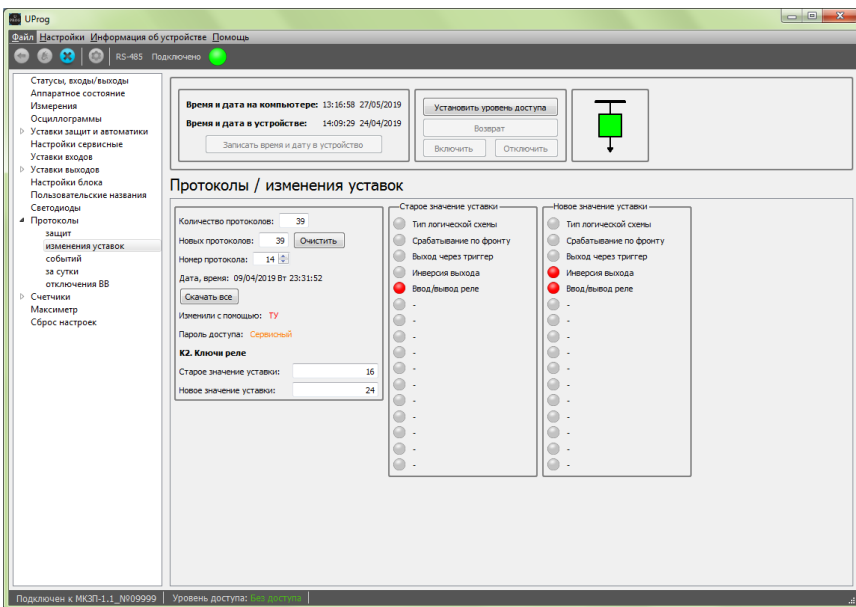 UProg
Файл Настройки Информация об устройстве Помощь
RS-485 Подключено
Статусы, входы/выходы
Аппаратное состояние
Измерения
Осциллограммы
Уставки защит и автоматики
Настройки сервисные
Уставки входов
Уставки выходов
Настройки блока
Пользовательские названия
Светодиоды
Протоколы
защит
изменения уставок
событий
за сутки
отключения ВВ
Счетчики
Максиметр
Сброс настроек
Время и дата на компьютере: 13:16:58 27/05/2019
Время и дата в устройстве: 14:09:29 24/04/2019
Записать время и дату в устройство
Установить уровень доступа
Возврат
Включить Отключить
Протоколы / изменения уставок
Количество протоколов: 39
Новых протоколов: 39 Очистить
Номер протокола: 14
Дата, время: 09/04/2019 Вт 23:31:52
Скачать все
Изменили с помощью: ТУ
Пароль доступа: Сервисный
K2. Ключи реле
Старое значение уставки: 16
Новое значение уставки: 24
Старое значение уставки
Тип логической схемы
Срабатывание по фронту
Выход через триггер
Инверсия выхода
Ввод/вывод реле
-
-
-
-
-
-
-
-
-
-
-
Новое значение уставки
Тип логической схемы
Срабатывание по фронту
Выход через триггер
Инверсия выхода
Ввод/вывод реле
-
-
-
-
-
-
-
-
-
-
-
Подключен к МКЗП-1.1_№09999 Уровень доступа: Без доступа